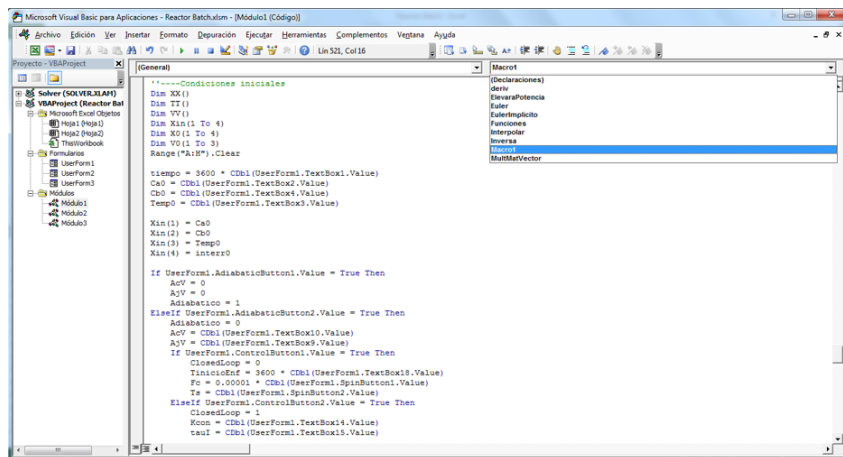 Microsoft Visual Basic para Aplicaciones - Reactor Batch.xlsm - [Módulo1 (Código)]
Archivo Edición Ver Insertar Formato Depuración Ejecutar Herramientas Complementos Ventana Ayuda
Lín 521, Col 16
Proyecto - VBAProject
(General)
Macro1
Solver (SOLVER.XLAM)
VBAProject (Reactor Bat
Microsoft Excel Objetos
Hoja1 (Hoja1)
Hoja2 (Hoja2)
ThisWorkbook
Formularios
UserForm1
UserForm2
UserForm3
Módulos
Módulo1
Módulo2
Módulo3
''----Condiciones iniciales
Dim XX()
Dim TT()
Dim VV()
Dim Xin(1 To 4)
Dim X0(1 To 4)
Dim V0(1 To 3)
Range("A:H").Clear
tiempo = 3600 * CDbl(UserForm1.TextBox1.Value)
Ca0 = CDbl(UserForm1.TextBox2.Value)
Cb0 = CDbl(UserForm1.TextBox4.Value)
Temp0 = CDbl(UserForm1.TextBox3.Value)
Xin(1) = Ca0
Xin(2) = Cb0
Xin(3) = Temp0
Xin(4) = interr0
If UserForm1.AdiabaticButton1.Value = True Then
AcV = 0
AjV = 0
Adiabatico = 1
ElseIf UserForm1.AdiabaticButton2.Value = True Then
Adiabatico = 0
AcV = CDbl(UserForm1.TextBox10.Value)
AjV = CDbl(UserForm1.TextBox9.Value)
If UserForm1.ControlButton1.Value = True Then
ClosedLoop = 0
TinicioEnf = 3600 * CDbl(UserForm1.TextBox18.Value)
Fc = 0.00001 * CDbl(UserForm1.SpinButton1.Value)
Ts = CDbl(UserForm1.SpinButton2.Value)
ElseIf UserForm1.ControlButton2.Value = True Then
ClosedLoop = 1
Kcon = CDbl(UserForm1.TextBox14.Value)
tauI = CDbl(UserForm1.TextBox15.Value)
(Declaraciones)
deriv
ElevaraPotencia
Euler
EulerImplicito
Funciones
Interpolar
Inversa
Macro1
MultMatVector